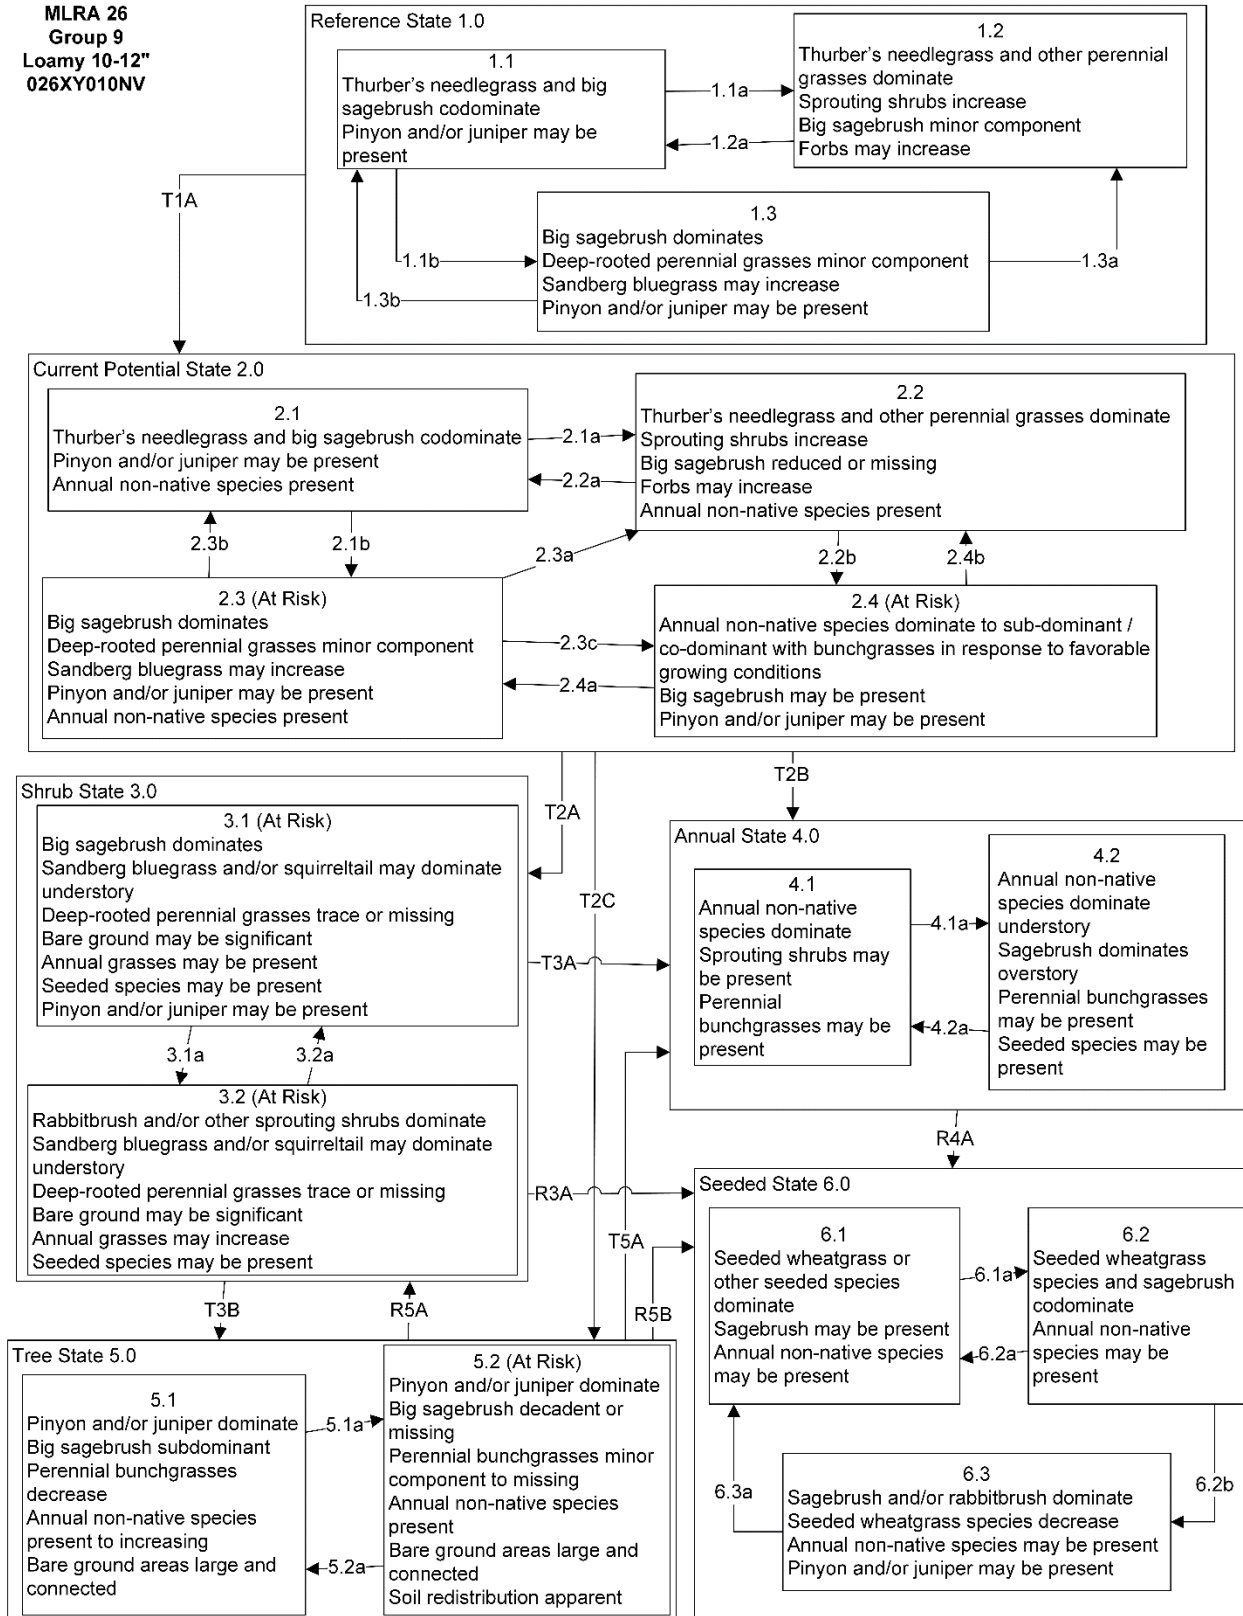 MLRA 26
Group 9
Loamy 10-12"
026XY010NV
Reference State 1.0
1.1
Thurber's needlegrass and big
sagebrush codominate
Pinyon and/or juniper may be
present
1.1a
1.2a
1.2
Thurber's needlegrass and other perennial
grasses dominate
Sprouting shrubs increase
Big sagebrush minor component
Forbs may increase
T1A
1.1b
1.3b
1.3
Big sagebrush dominates
Deep-rooted perennial grasses minor component
Sandberg bluegrass may increase
Pinyon and/or juniper may be present
1.3a
Current Potential State 2.0
2.1
Thurber's needlegrass and big sagebrush codominate
Pinyon and/or juniper may be present
Annual non-native species present
2.1a
2.2a
2.2
Thurber's needlegrass and other perennial grasses dominate
Sprouting shrubs increase
Big sagebrush reduced or missing
Forbs may increase
Annual non-native species present
2.3b
2.1b
2.3a
2.2b
2.4b
2.3 (At Risk)
Big sagebrush dominates
Deep-rooted perennial grasses minor component
Sandberg bluegrass may increase
Pinyon and/or juniper may be present
Annual non-native species present
2.3c
2.4a
2.4 (At Risk)
Annual non-native species dominate to sub-dominant /
co-dominant with bunchgrasses in response to favorable
growing conditions
Big sagebrush may be present
Pinyon and/or juniper may be present
T2A
T2C
T2B
Shrub State 3.0
3.1 (At Risk)
Big sagebrush dominates
Sandberg bluegrass and/or squirreltail may dominate
understory
Deep-rooted perennial grasses trace or missing
Bare ground may be significant
Annual grasses may be present
Seeded species may be present
Pinyon and/or juniper may be present
3.1a
3.2a
3.2 (At Risk)
Rabbitbrush and/or other sprouting shrubs dominate
Sandberg bluegrass and/or squirreltail may dominate
understory
Deep-rooted perennial grasses trace or missing
Bare ground may be significant
Annual grasses may increase
Seeded species may be present
T3A
R3A
Annual State 4.0
4.1
Annual non-native
species dominate
Sprouting shrubs may
be present
Perennial
bunchgrasses may be
present
4.1a
4.2a
4.2
Annual non-native
species dominate
understory
Sagebrush dominates
overstory
Perennial bunchgrasses
may be present
Seeded species may be
present
R4A
T5A
R5B
T3B
R5A
Tree State 5.0
5.1
Pinyon and/or juniper dominate
Big sagebrush subdominant
Perennial bunchgrasses
decrease
Annual non-native species
present to increasing
Bare ground areas large and
connected
5.1a
5.2a
5.2 (At Risk)
Pinyon and/or juniper dominate
Big sagebrush decadent or
missing
Perennial bunchgrasses minor
component to missing
Annual non-native species
present
Bare ground areas large and
connected
Soil redistribution apparent
Seeded State 6.0
6.1
Seeded wheatgrass or
other seeded species
dominate
Sagebrush may be present
Annual non-native species
may be present
6.1a
6.2a
6.2
Seeded wheatgrass
species and sagebrush
codominate
Annual non-native
species may be
present
6.3a
6.2b
6.3
Sagebrush and/or rabbitbrush dominate
Seeded wheatgrass species decrease
Annual non-native species may be present
Pinyon and/or juniper may be present